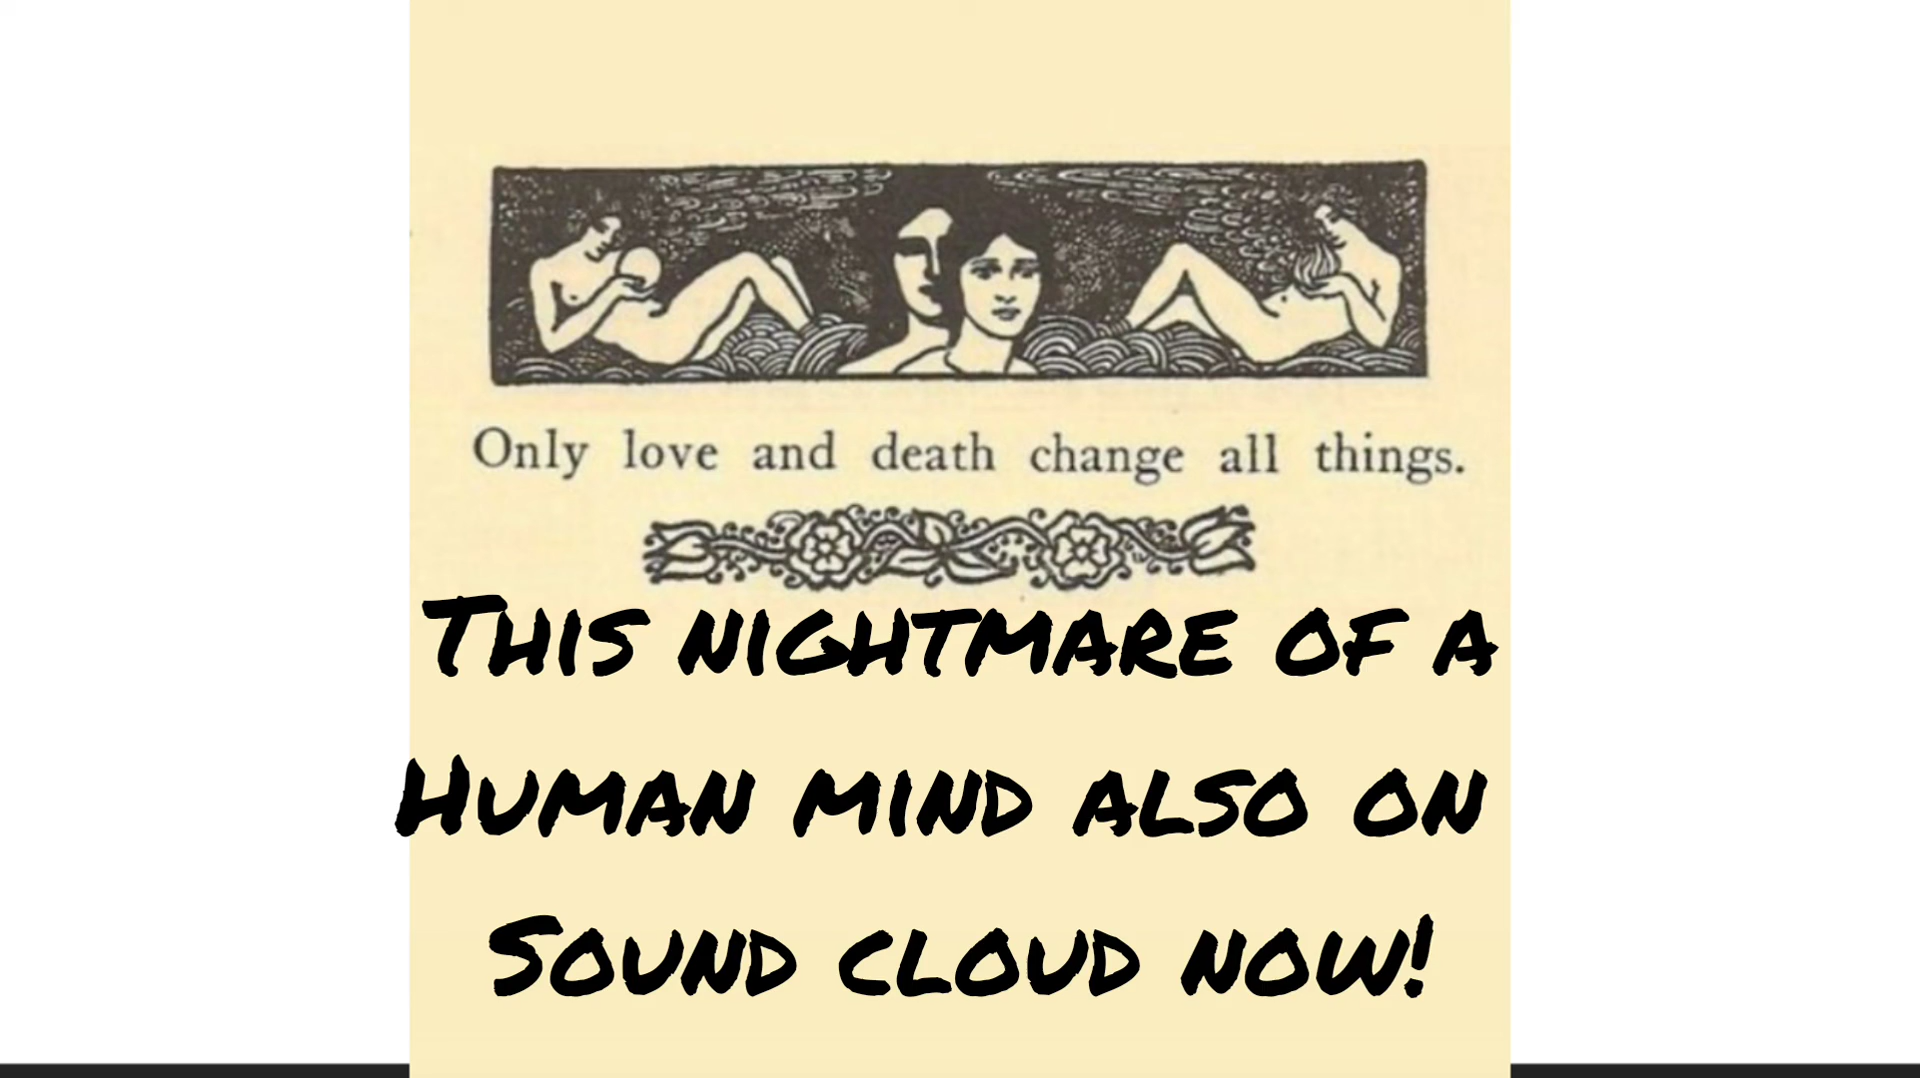 Only love and death change all things.
This nightmare of a
Human mind also on
Sound cloud now!